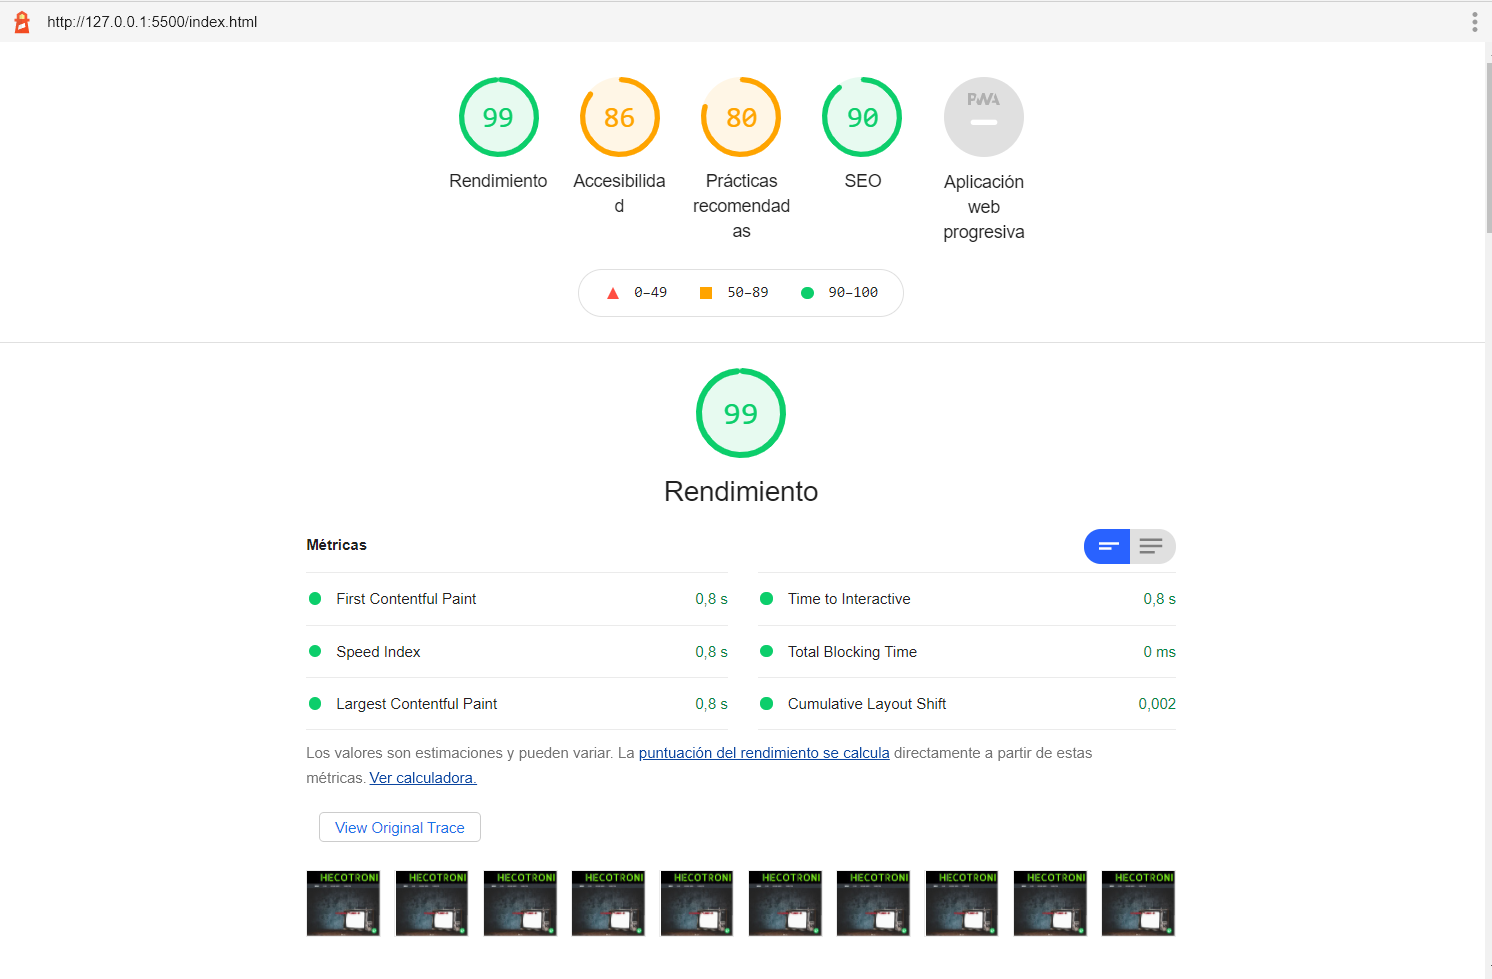 http://127.0.0.1:5500/index.html
99
86
80
90
PWA
Rendimiento
Accesibilida
d
Prácticas
recomendad
as
SEO
Aplicación
web
progresiva
0–49
50–89
90–100
99
Rendimiento
Métricas
First Contentful Paint 0,8 s
Time to Interactive 0,8 s
Speed Index 0,8 s
Total Blocking Time 0 ms
Largest Contentful Paint 0,8 s
Cumulative Layout Shift 0,002
Los valores son estimaciones y pueden variar. La puntuación del rendimiento se calcula directamente a partir de estas
métricas. Ver calculadora.
View Original Trace
HECOTRONI
HECOTRONI
HECOTRONI
HECOTRONI
HECOTRONI
HECOTRONI
HECOTRONI
HECOTRONI
HECOTRONI
HECOTRONI